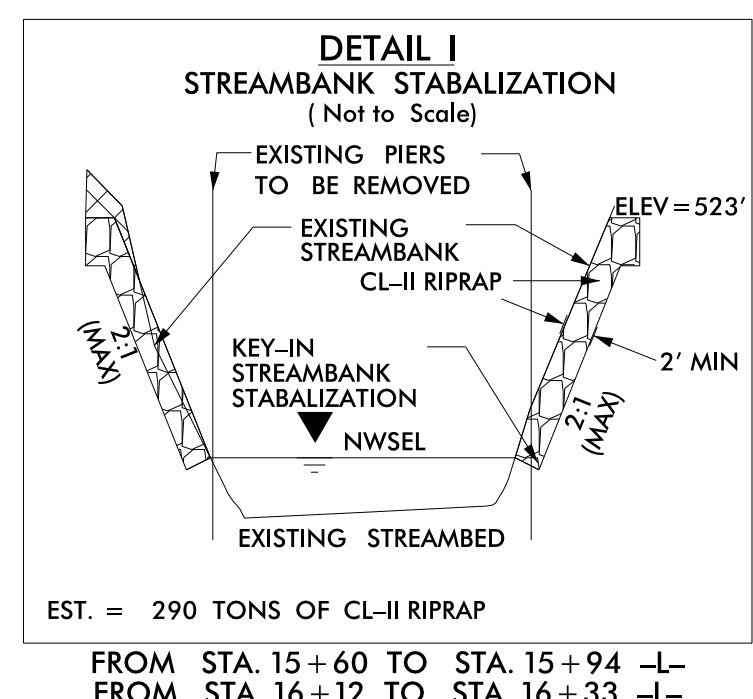 DETAIL I
STREAMBANK STABALIZATION
( Not to Scale)
EXISTING PIERS
TO BE REMOVED
ELEV = 523'
EXISTING
STREAMBANK
CL-II RIPRAP
2:1
(MAX)
KEY-IN
STREAMBANK
STABALIZATION
2' MIN
2:1
(MAX)
NWSEL
EXISTING STREAMBED
EST. = 290 TONS OF CL-II RIPRAP
FROM STA. 15+60 TO STA. 15+94 -L-
FROM STA. 16+12 TO STA. 16+33 -L-